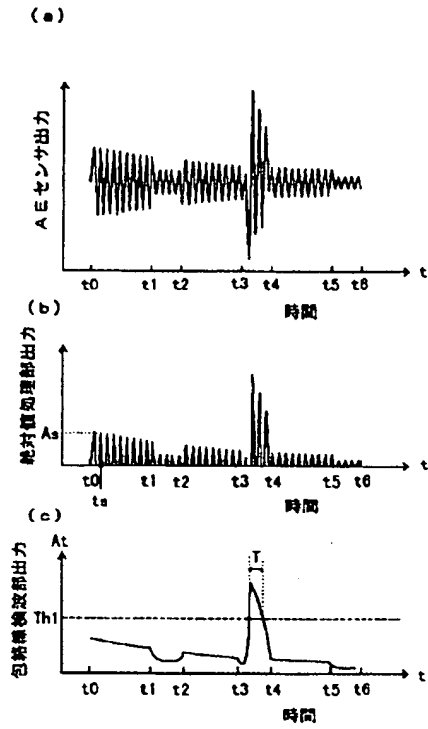 (a)
AEセンサ出力
t
t0 t1 t2 t3 t4 t5 t6
時間
(b)
絶対値処理部出力
As
t
t0 t1 t2 t3 t4 t5 t6
ts
時間
(c)
包絡線検波部出力
At
T
Th1
t
t0 t1 t2 t3 t4 t5 t6
時間